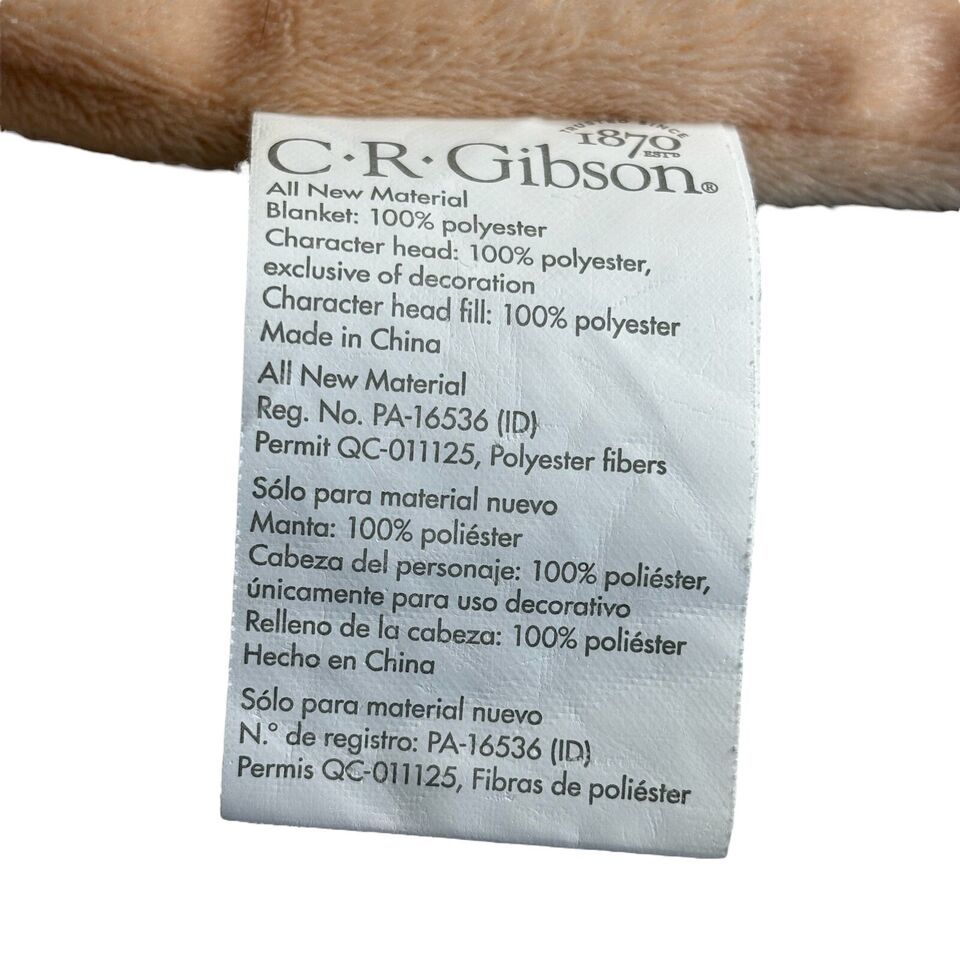 TRUSTED SINCE
1870
ESTD
C·R·Gibson®
All New Material
Blanket: 100% polyester
Character head: 100% polyester,
exclusive of decoration
Character head fill: 100% polyester
Made in China
All New Material
Reg. No. PA-16536 (ID)
Permit QC-011125, Polyester fibers
Sólo para material nuevo
Manta: 100% poliéster
Cabeza del personaje: 100% poliéster,
únicamente para uso decorativo
Relleno de la cabeza: 100% poliéster
Hecho en China
Sólo para material nuevo
N.° de registro: PA-16536 (ID)
Permis QC-011125, Fibras de poliéster